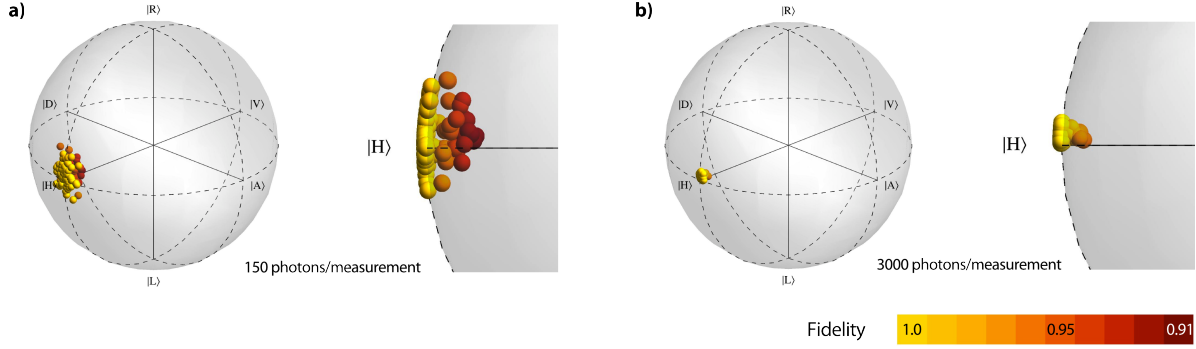 a)
|R⟩
|D⟩
|V⟩
|H⟩
|A⟩
|L⟩
|H⟩
150 photons/measurement
b)
|R⟩
|D⟩
|V⟩
|H⟩
|A⟩
|L⟩
|H⟩
3000 photons/measurement
Fidelity
1.0 0.95 0.91